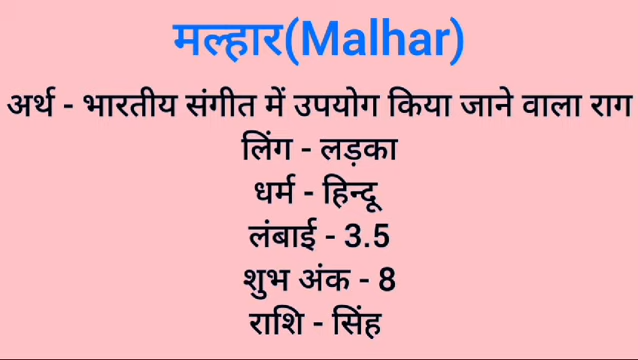 मल्हार(Malhar)
अर्थ - भारतीय संगीत में उपयोग किया जाने वाला राग
लिंग - लड़का
धर्म - हिन्दू
लंबाई - 3.5
शुभ अंक - 8
राशि - सिंह